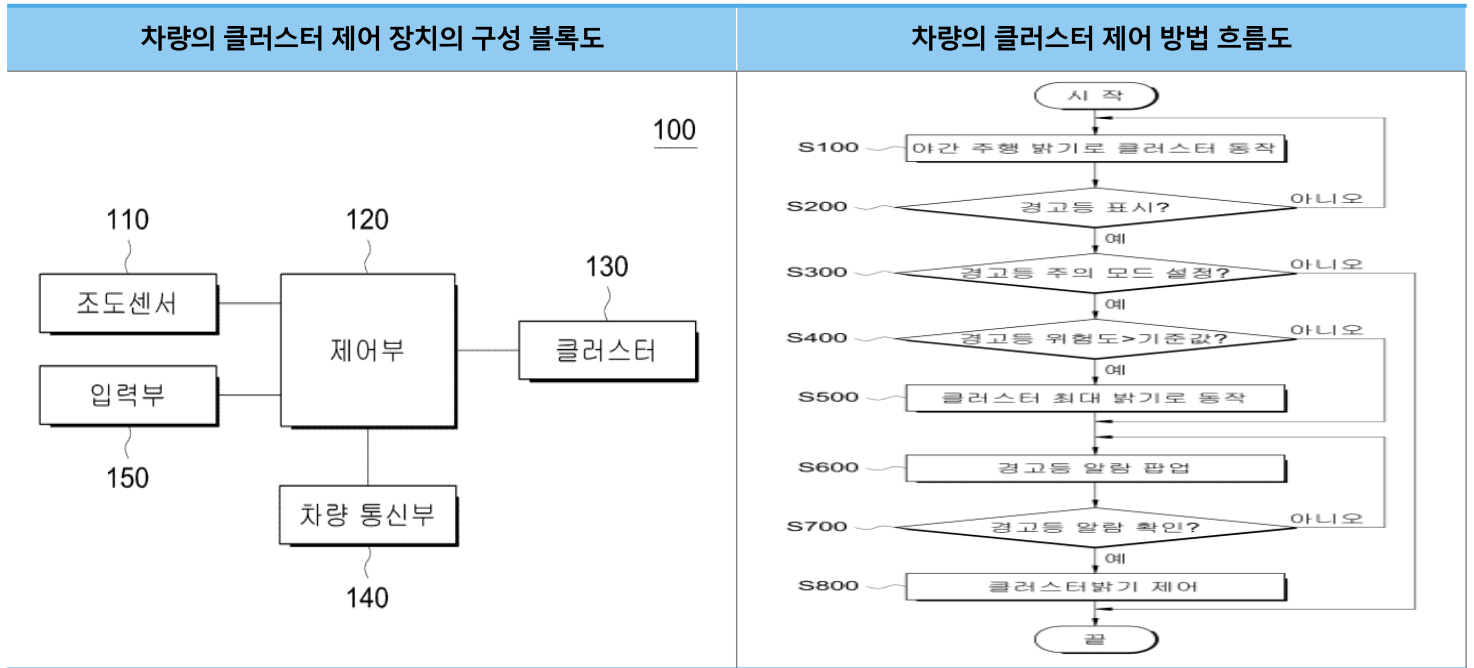 차량의 클러스터 제어 장치의 구성 블록도
차량의 클러스터 제어 방법 흐름도
100
110
120
130
조도센서
제어부
클러스터
입력부
150
차량 통신부
140
시 작
S100
야간 주행 밝기로 클러스터 동작
S200
경고등 표시?
아니오
예
S300
경고등 주의 모드 설정?
아니오
예
S400
경고등 위험도>기준값?
아니오
예
S500
클러스터 최대 밝기로 동작
S600
경고등 알람 팝업
S700
경고등 알람 확인?
아니오
예
S800
클러스터밝기 제어
끝